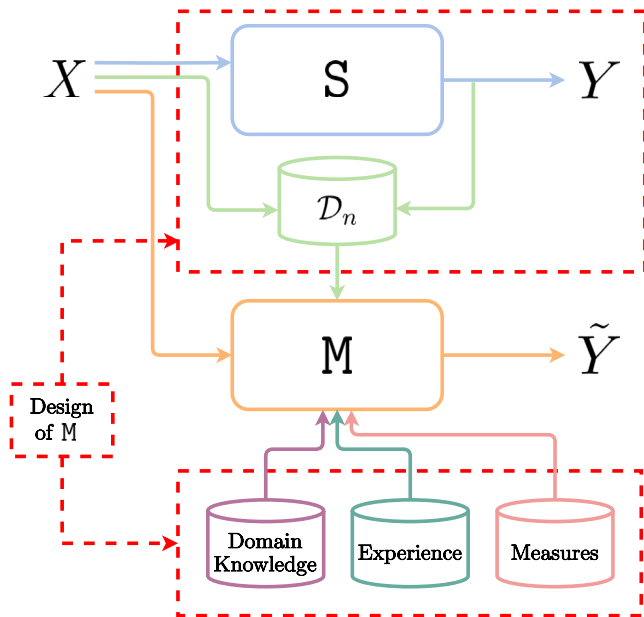 X
S
Y
𝒟ₙ
M
Ỹ
Design
of M
Domain
Knowledge
Experience
Measures